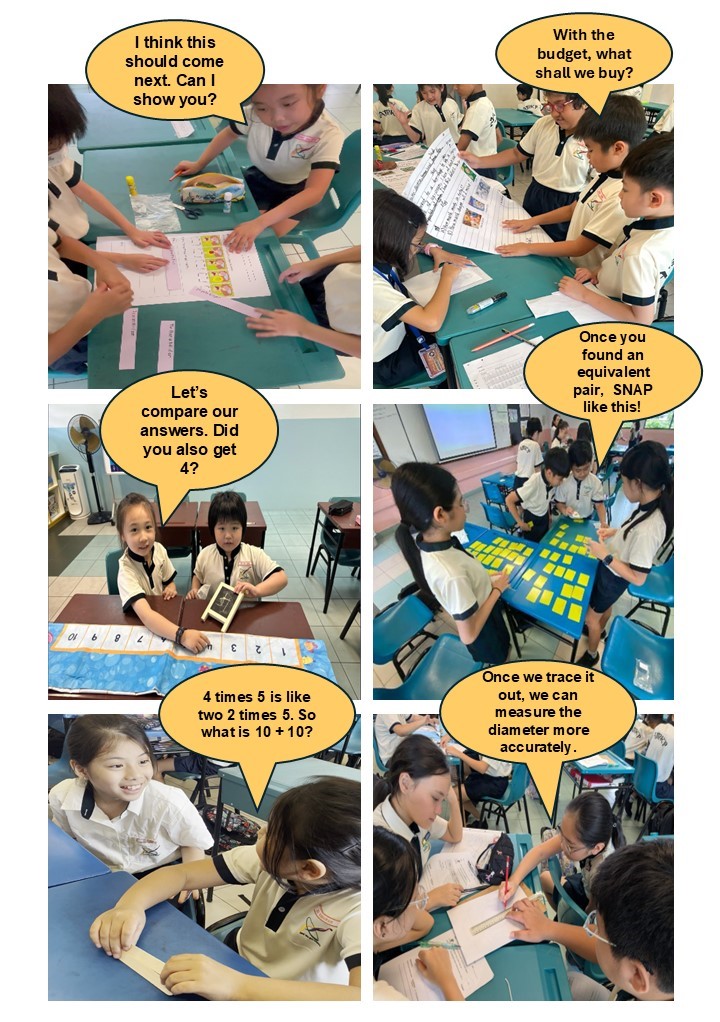 I think this
should come
next. Can I
show you?
With the
budget, what
shall we buy?
Let's
compare our
answers. Did
you also get
4?
Once you
found an
equivalent
pair, SNAP
like this!
10 9 8 7 6 4 3 2 1
4
4 times 5 is like
two 2 times 5. So
what is 10 + 10?
Once we trace it
out, we can
measure the
diameter more
accurately.